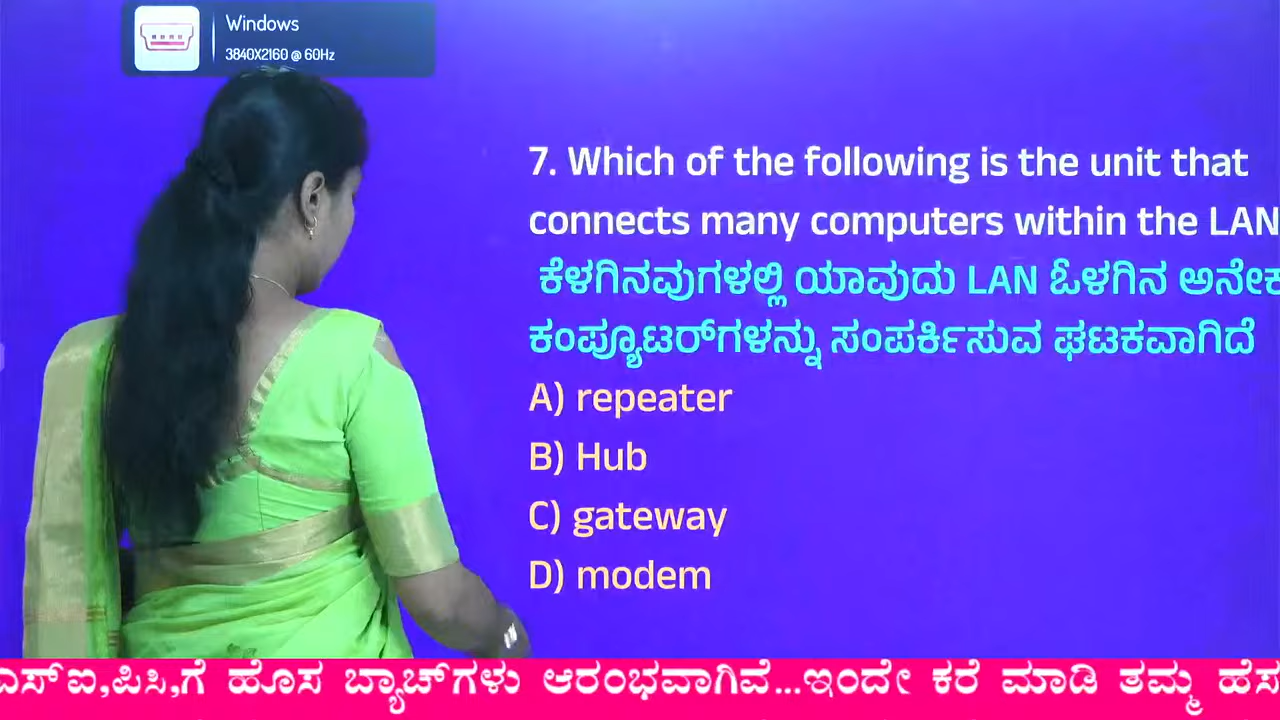 Windows
3840X2160 @ 60Hz
7. Which of the following is the unit that
connects many computers within the LAN
ಕೆಳಗಿನವುಗಳಲ್ಲಿ ಯಾವುದು LAN ಓಳಗಿನ ಅನೇಕ
ಕಂಪ್ಯೂಟರ್‌ಗಳನ್ನು ಸಂಪರ್ಕಿಸುವ ಘಟಕವಾಗಿದೆ
A) repeater
B) Hub
C) gateway
D) modem
ಎಸ್ಐ,ಪಿಸಿ,ಗೆ ಹೊಸ ಬ್ಯಾಚ್‌ಗಳು ಆರಂಭವಾಗಿವೆ...ಇಂದೇ ಕರೆ ಮಾಡಿ ತಮ್ಮ